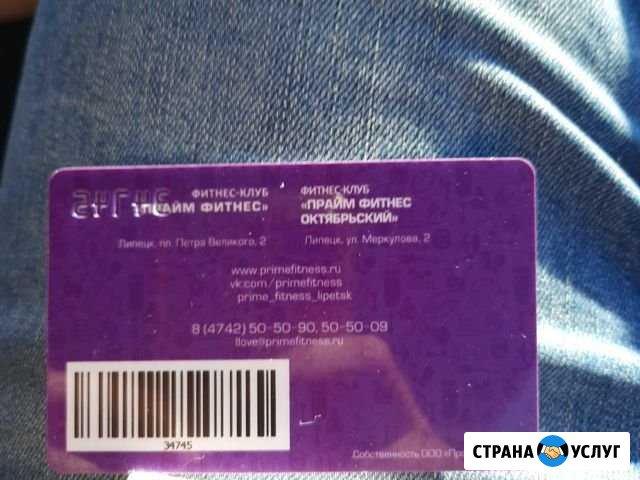 ФИТНЕС-КЛУБ
«ПРАЙМ ФИТНЕС»
Липецк, пл. Петра Великого, 2
ФИТНЕС-КЛУБ
«ПРАЙМ ФИТНЕС
ОКТЯБРЬСКИЙ»
Липецк, ул. Меркулова, 2
www.primefitness.ru
vk.com/primefitness
prime_fitness_lipetsk
8 (4742) 50-50-90, 50-50-09
Ilove@primefitness.ru
34745
Собственность ООО «Пр
СТРАНА УСЛУГ